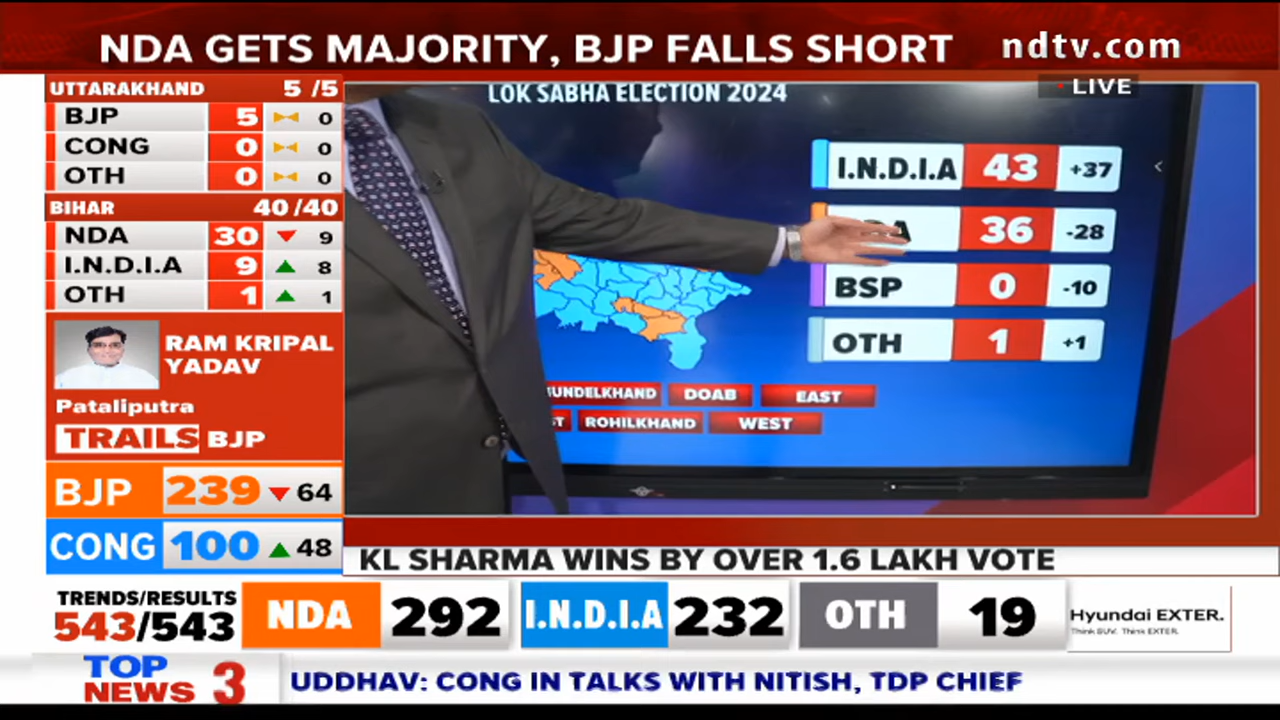 NDA GETS MAJORITY, BJP FALLS SHORT
ndtv.com
LIVE
UTTARAKHAND 5 /5
BJP 5 0
CONG 0 0
OTH 0 0
BIHAR 40/40
NDA 30 9
I.N.D.I.A 9 8
OTH 1 1
RAM KRIPAL
YADAV
Pataliputra
TRAILS BJP
BJP 239 64
CONG 100 48
LOK SABHA ELECTION 2024
I.N.D.I.A 43 +37
36 -28
BSP 0 -10
OTH 1 +1
DOAB EAST
ROHILKHAND WEST
KL SHARMA WINS BY OVER 1.6 LAKH VOTE
TRENDS/RESULTS
543/543
NDA 292 I.N.D.I.A 232 OTH 19
Hyundai EXTER.
Think SUV. Think EXTER.
TOP
NEWS 3
UDDHAV: CONG IN TALKS WITH NITISH, TDP CHIEF